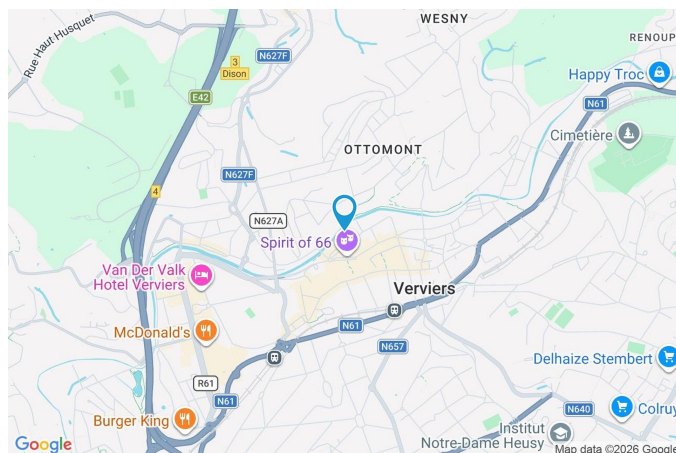 WESNY
Rue Haut-Husquet
N627F
RENOUP
3
Dison
Happy Troc
E42
N61
Cimetière
OTTOMONT
N627F
4
N627A
Spirit of 66
Van Der Valk
Hotel Verviers
Verviers
McDonald's
N61
N657
Delhaize Stembert
R61
Burger King
N61
N640
Colruy
Institut
Notre-Dame Heusy
Google
Map data ©2026 Google